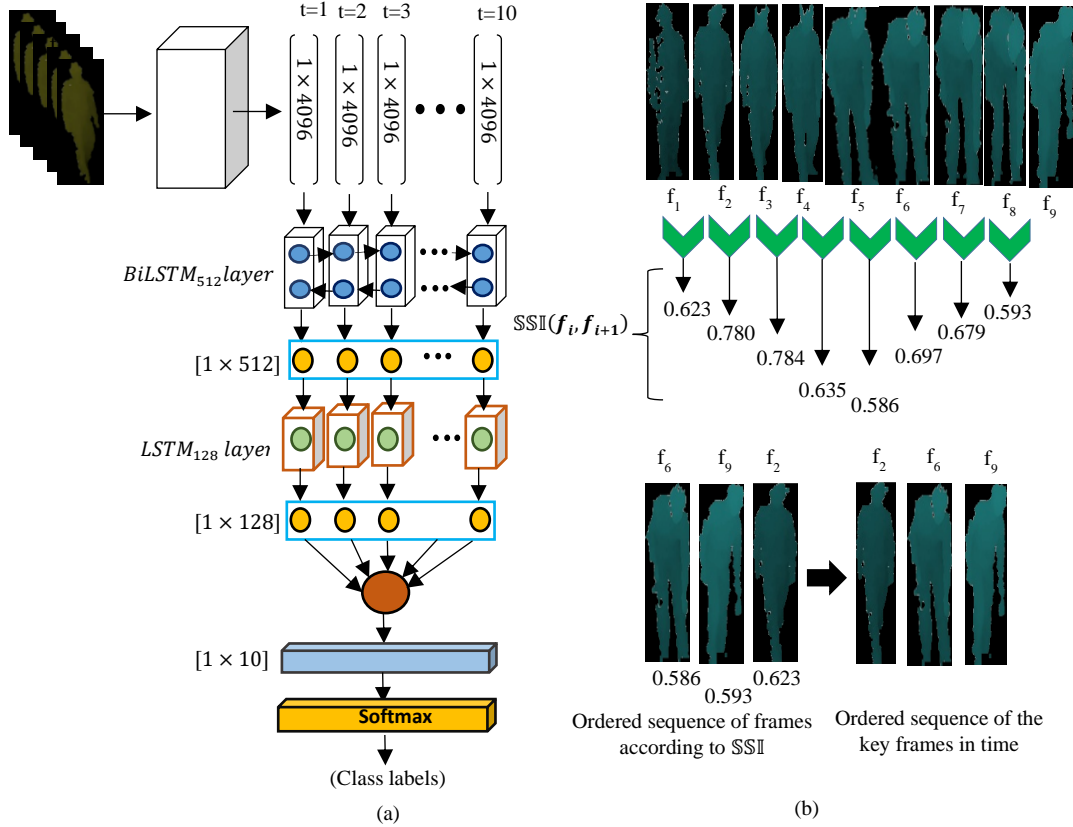 t=1
t=2
t=3
t=10
1 × 4096
1 × 4096
1 × 4096
1 × 4096
BiLSTM₅₁₂ layer
[1 × 512]
LSTM₁₂₈ layer
[1 × 128]
[1 × 10]
Softmax
(Class labels)
(a)
f₁ f₂ f₃ f₄ f₅ f₆ f₇ f₈ f₉
𝕊𝕊𝕀(fᵢ, fᵢ₊₁)
0.623
0.780
0.784
0.635
0.586
0.697
0.679
0.593
f₆ f₉ f₂
0.586
0.593
0.623
Ordered sequence of frames
according to 𝕊𝕊𝕀
f₂ f₆ f₉
Ordered sequence of the
key frames in time
(b)